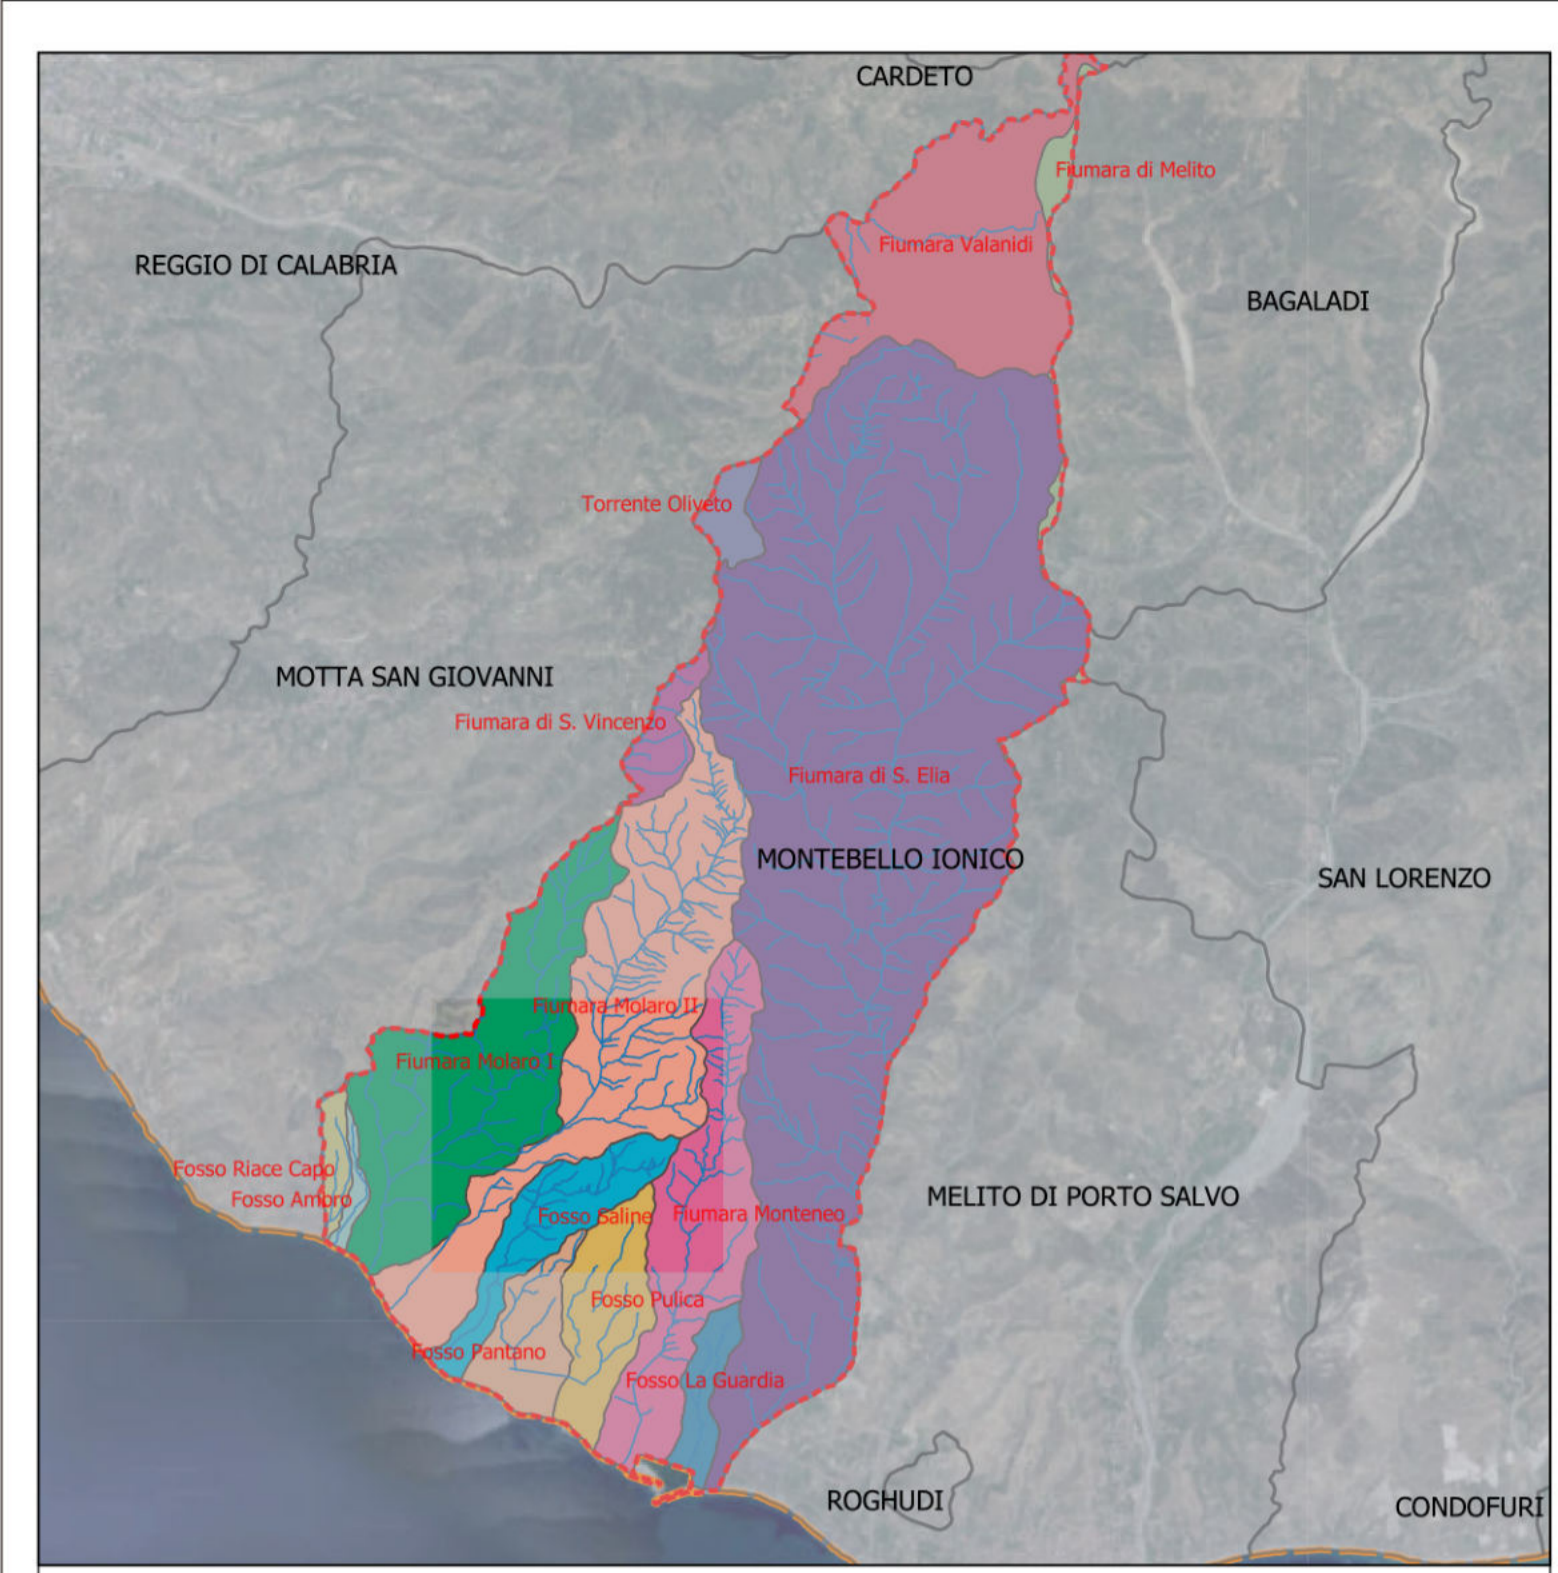 CARDETO
Fiumara di Melito
Fiumara Valanidi
REGGIO DI CALABRIA
BAGALADI
Torrente Oliveto
MOTTA SAN GIOVANNI
Fiumara di S. Vincenzo
Fiumara di S. Elia
MONTEBELLO IONICO
SAN LORENZO
Fiumara Molaro II
Fiumara Molaro I
Fosso Riace Capo
Fosso Ambro
MELITO DI PORTO SALVO
Fosso Saline
Fiumara Monteneo
Fosso Pulica
Fosso Pantano
Fosso La Guardia
ROGHUDI
CONDOFURI